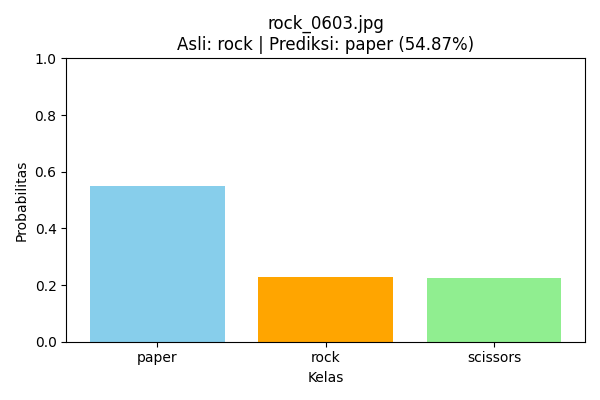 rock_0603.jpg
Asli: rock | Prediksi: paper (54.87%)
1.0
0.8
0.6
0.4
0.2
0.0
Probabilitas
paper rock scissors
Kelas